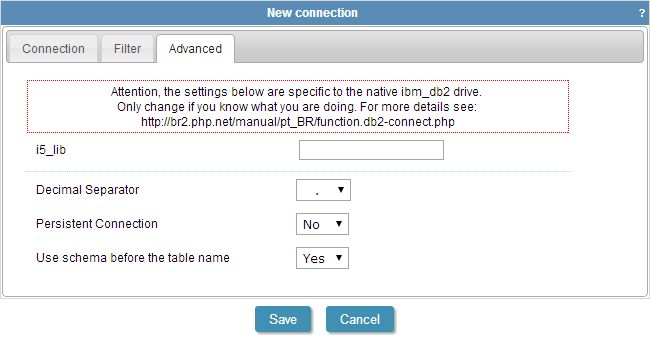 New connection
?
Connection Filter Advanced
Attention, the settings below are specific to the native ibm_db2 drive.
Only change if you know what you are doing. For more details see:
http://br2.php.net/manual/pt_BR/function.db2-connect.php
i5_lib
Decimal Separator .
Persistent Connection No
Use schema before the table name Yes
Save Cancel